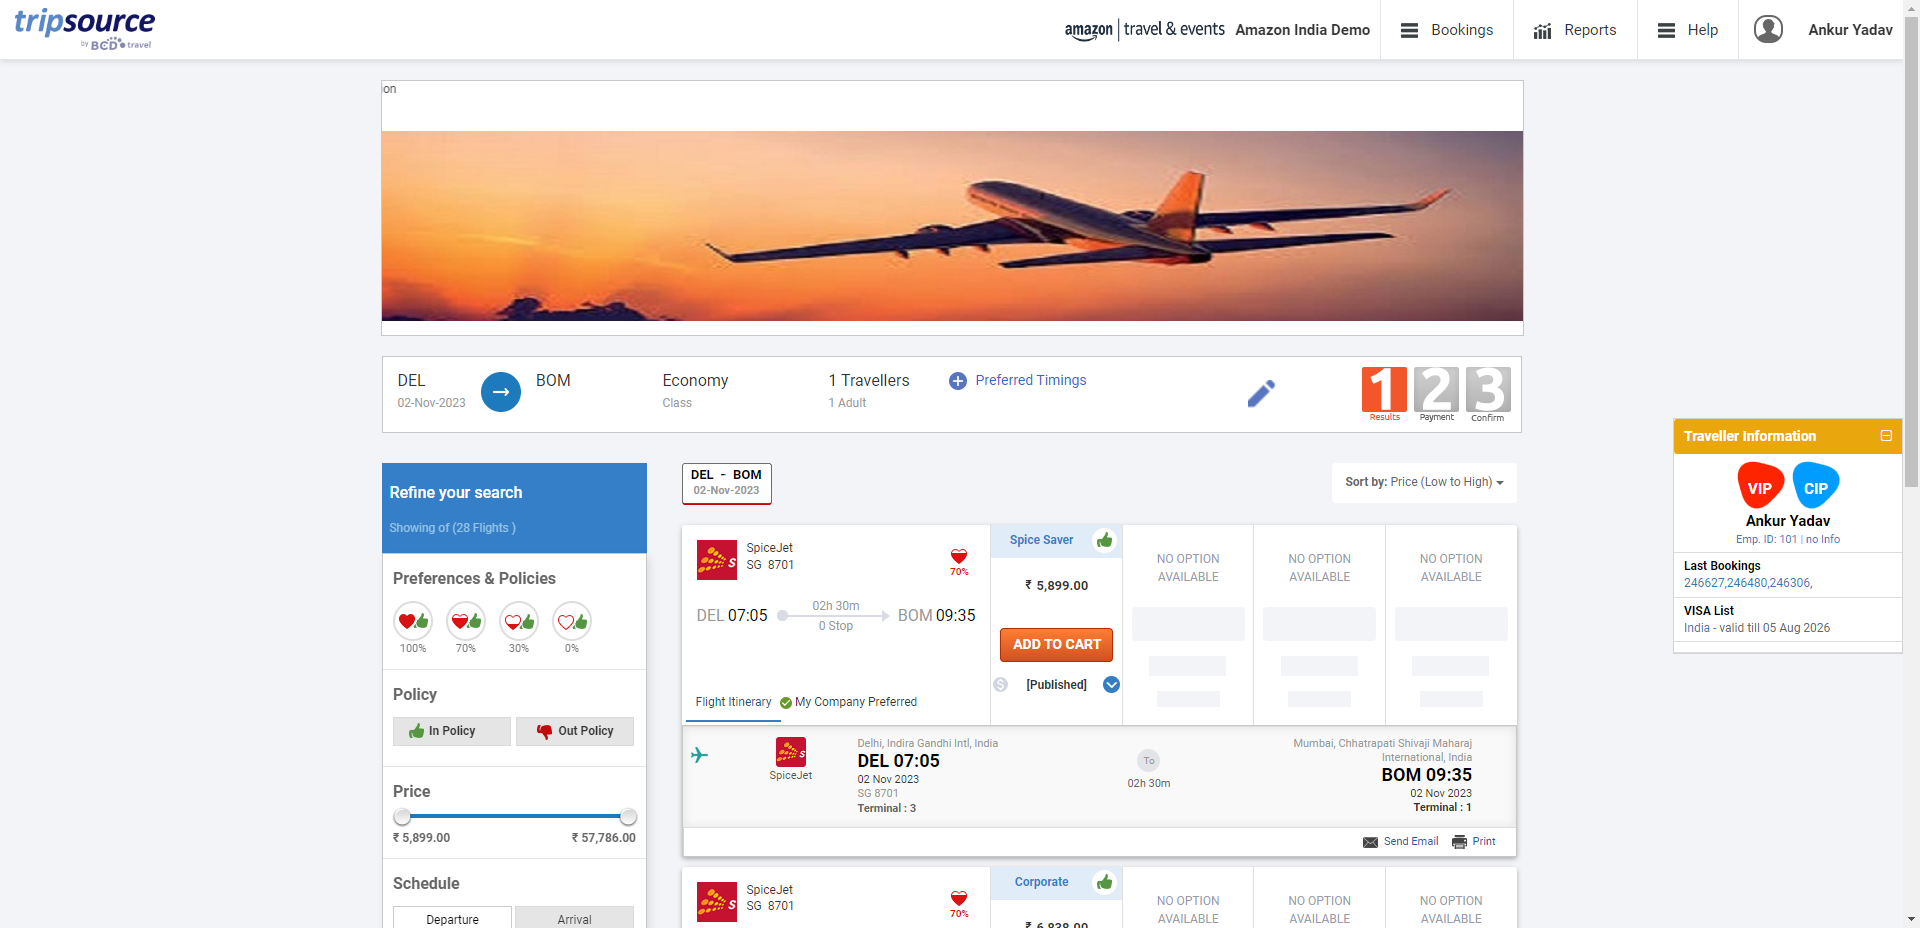 tripsource
by BCD travel
amazon travel & events
Amazon India Demo
Bookings
Reports
Help
Ankur Yadav
on
DEL
02-Nov-2023
BOM
Economy
Class
1 Travellers
1 Adult
Preferred Timings
1
Results
2
Payment
3
Confirm
Refine your search
Showing of (28 Flights )
Preferences & Policies
100%
70%
30%
0%
Policy
In Policy
Out Policy
Price
₹ 5,899.00
₹ 57,786.00
Schedule
Departure
Arrival
DEL - BOM
02-Nov-2023
Sort by: Price (Low to High)
SpiceJet
SG 8701
70%
DEL 07:05
02h 30m
0 Stop
BOM 09:35
Flight Itinerary
My Company Preferred
Spice Saver
₹ 5,899.00
ADD TO CART
[Published]
NO OPTION
AVAILABLE
NO OPTION
AVAILABLE
NO OPTION
AVAILABLE
SpiceJet
Delhi, Indira Gandhi Intl, India
DEL 07:05
02 Nov 2023
SG 8701
Terminal : 3
To
02h 30m
Mumbai, Chhatrapati Shivaji Maharaj
International, India
BOM 09:35
02 Nov 2023
Terminal : 1
Send Email
Print
SpiceJet
SG 8701
70%
Corporate
₹ 6,838.00
NO OPTION
AVAILABLE
NO OPTION
AVAILABLE
NO OPTION
AVAILABLE
Traveller Information
VIP
CIP
Ankur Yadav
Emp. ID: 101 | no Info
Last Bookings
246627,246480,246306,
VISA List
India - valid till 05 Aug 2026